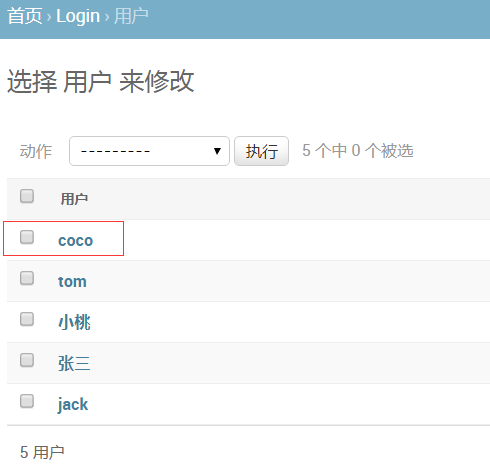 首页 › Login › 用户
选择 用户 来修改
动作 --------- 执行 5 个中 0 个被选
用户
coco
tom
小桃
张三
jack
5 用户